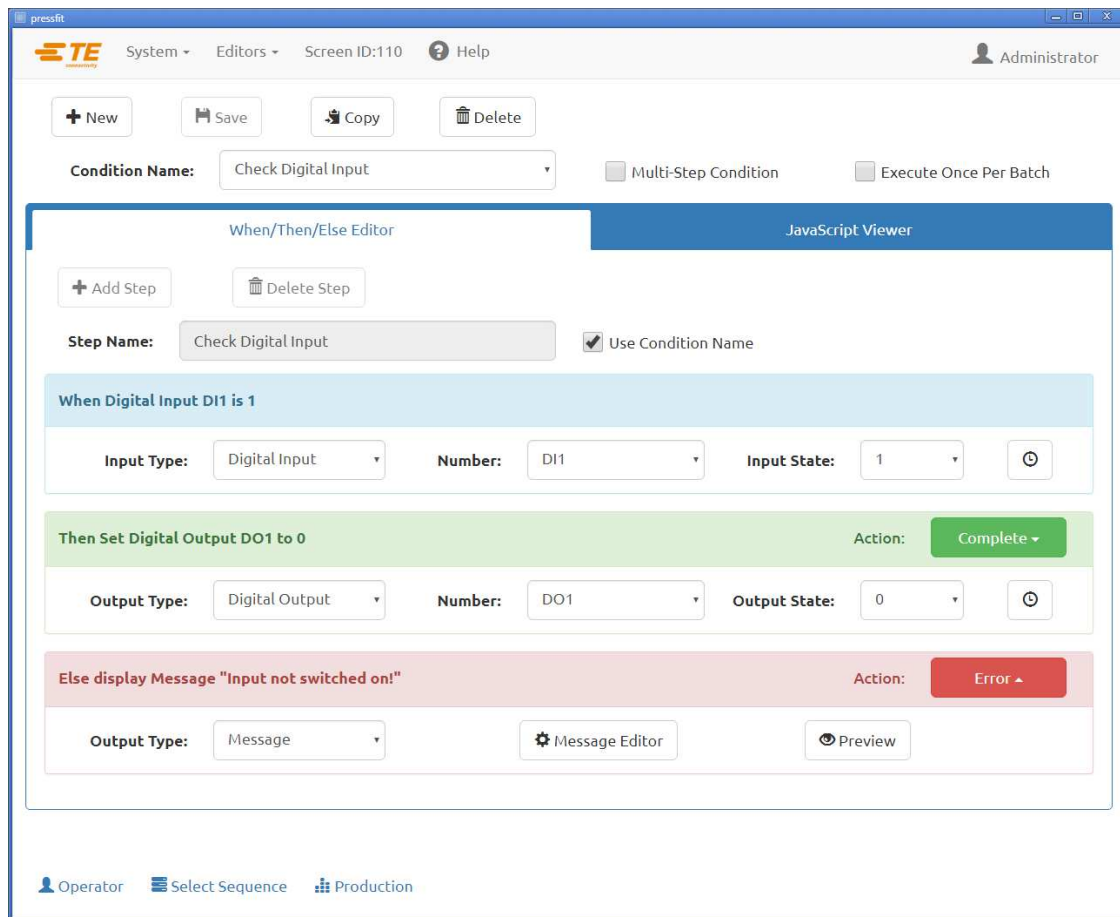 pressfit
TE connectivity System Editors Screen ID:110 Help Administrator
New Save Copy Delete
Condition Name: Check Digital Input Multi-Step Condition Execute Once Per Batch
When/Then/Else Editor JavaScript Viewer
Add Step Delete Step
Step Name: Check Digital Input Use Condition Name
When Digital Input DI1 is 1
Input Type: Digital Input Number: DI1 Input State: 1
Then Set Digital Output DO1 to 0 Action: Complete
Output Type: Digital Output Number: DO1 Output State: 0
Else display Message "Input not switched on!" Action: Error
Output Type: Message Message Editor Preview
Operator Select Sequence Production